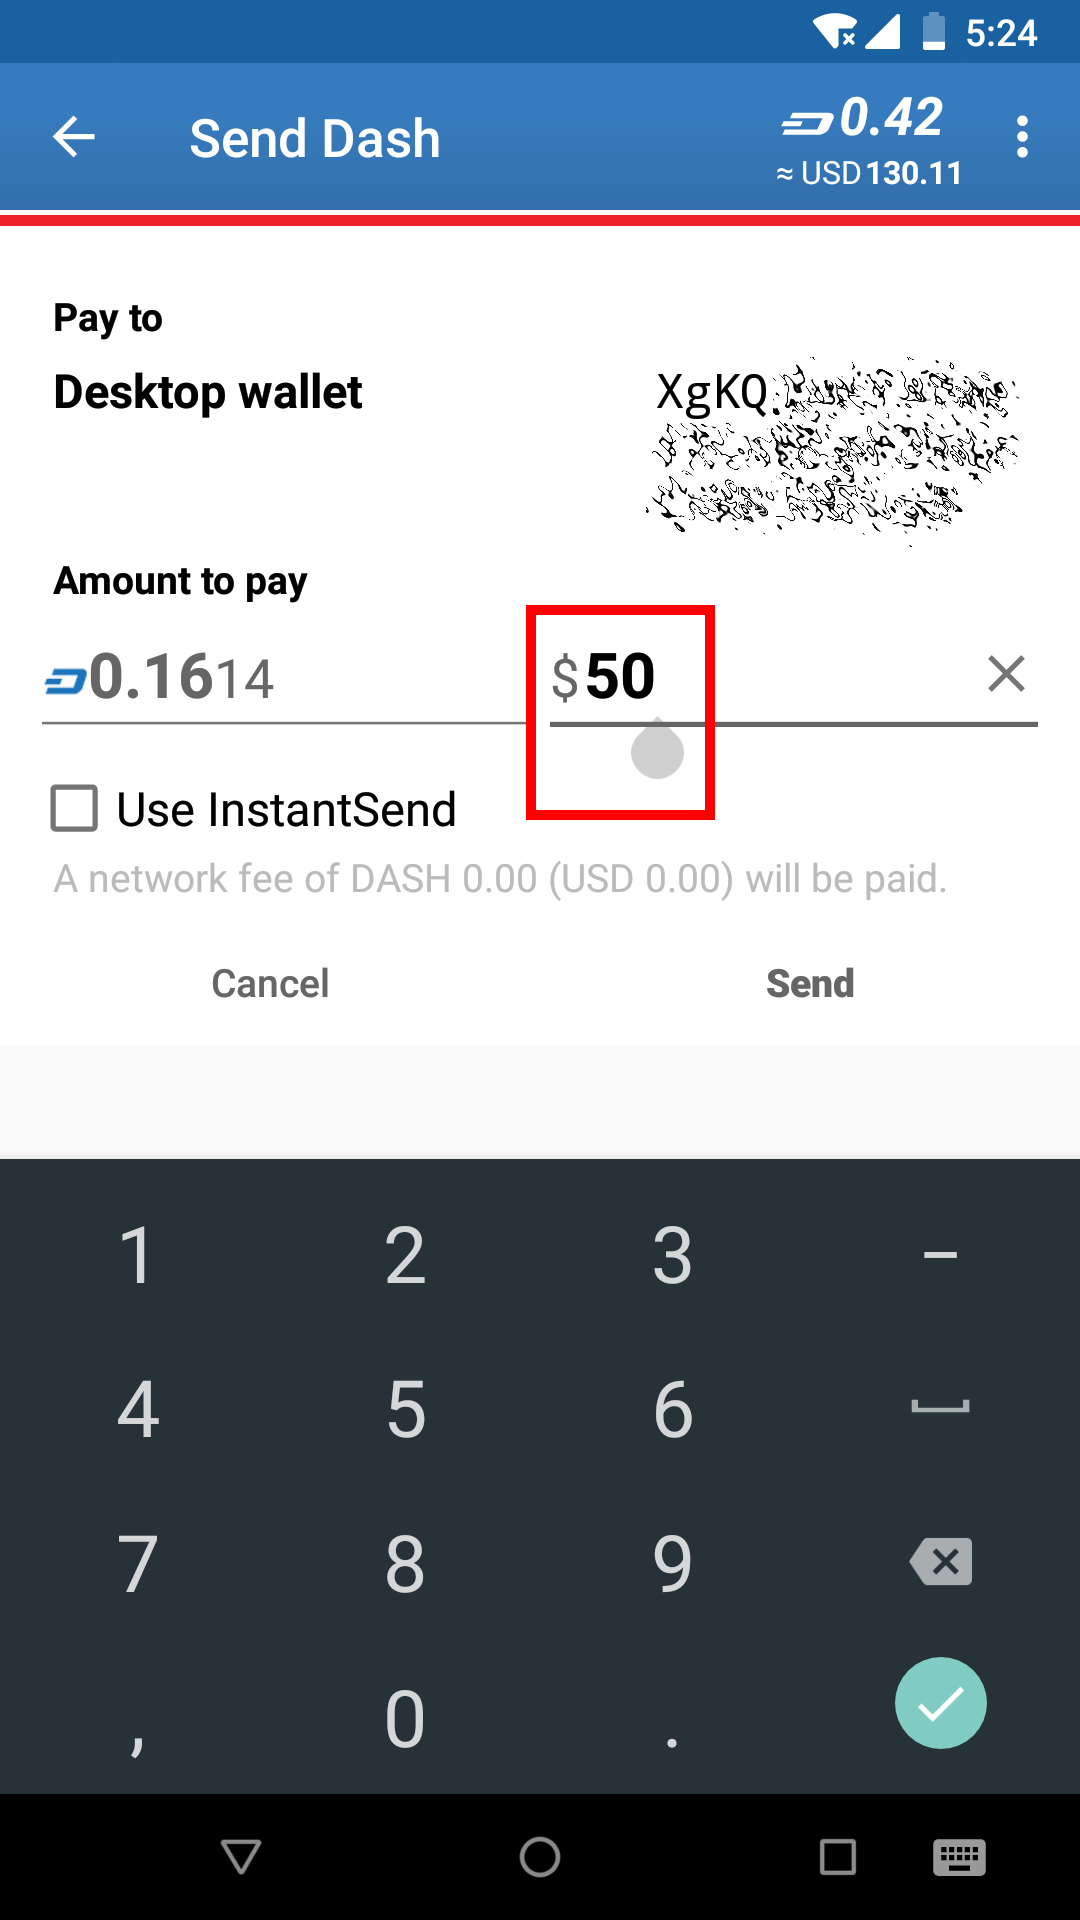 5:24
Send Dash
0.42
≈ USD 130.11
Pay to
Desktop wallet
XgKQ
Amount to pay
0.1614
$50
Use InstantSend
A network fee of DASH 0.00 (USD 0.00) will be paid.
Cancel
Send
1 2 3 –
4 5 6
7 8 9
, 0 .